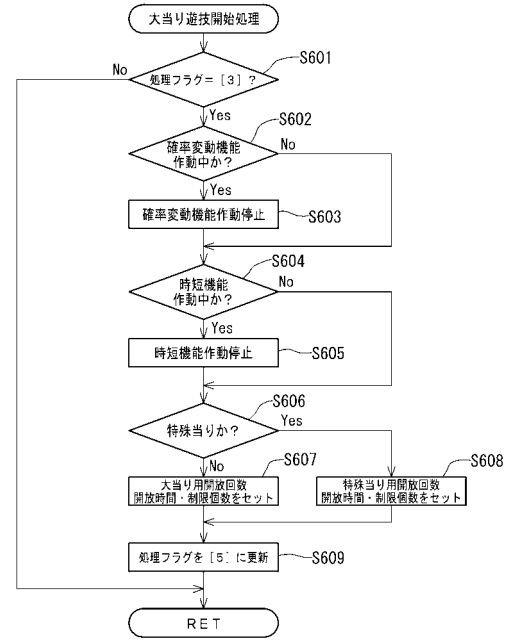 大当り遊技開始処理
S601
No
処理フラグ=[3]?
Yes
S602
確率変動機能
作動中か?
No
Yes
確率変動機能作動停止
S603
S604
時短機能
作動中か?
No
Yes
時短機能作動停止
S605
S606
特殊当りか?
Yes
No
S607
大当り用開放回数
開放時間・制限個数をセット
S608
特殊当り用開放回数
開放時間・制限個数をセット
処理フラグを[5]に更新
S609
RET